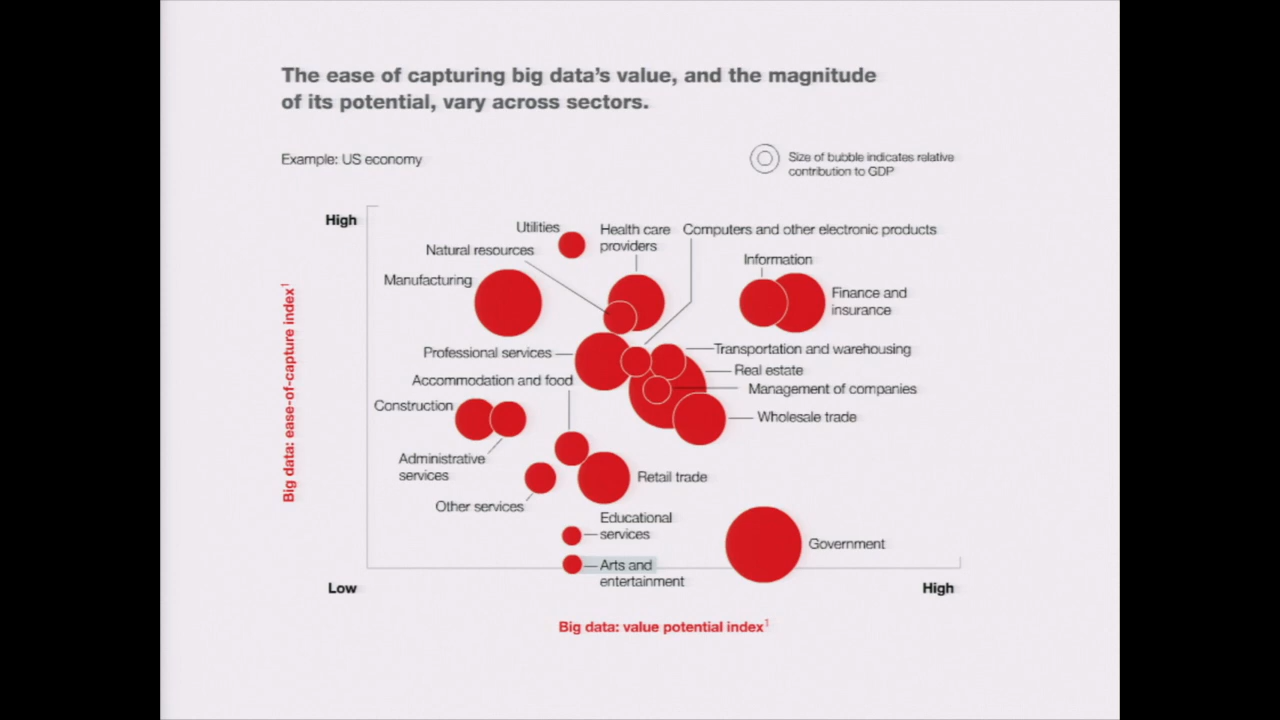 The ease of capturing big data's value, and the magnitude
of its potential, vary across sectors.
Example: US economy
Size of bubble indicates relative
contribution to GDP
High
Utilities
Health care
providers
Computers and other electronic products
Natural resources
Information
Manufacturing
Finance and
insurance
Professional services
Transportation and warehousing
Real estate
Accommodation and food
Management of companies
Construction
Wholesale trade
Administrative
services
Retail trade
Other services
Educational
services
Government
Arts and
entertainment
Big data: ease-of-capture index1
Low
High
Big data: value potential index1